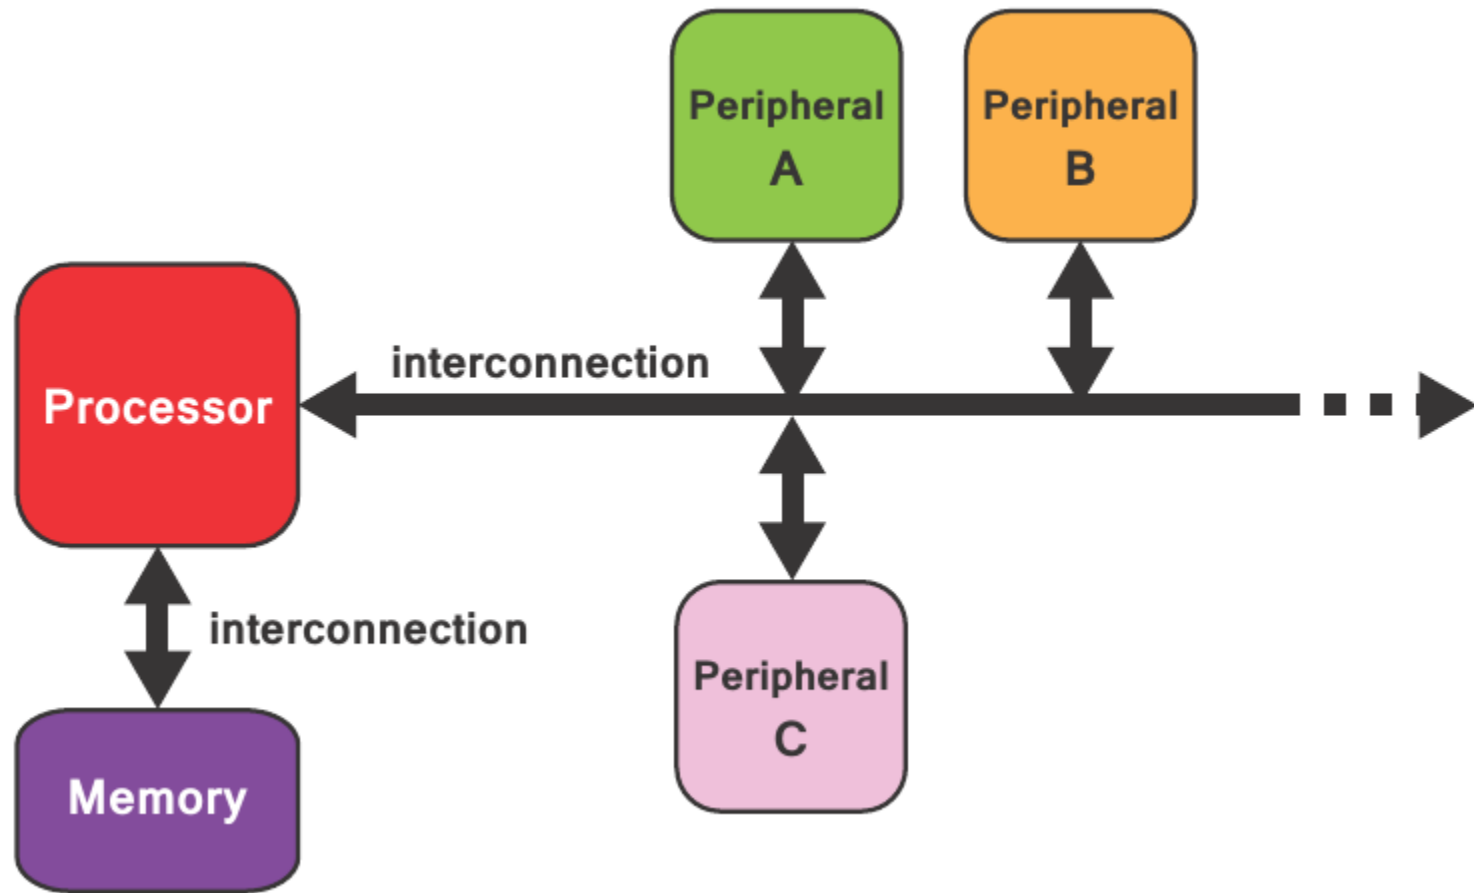 Peripheral
A
Peripheral
B
interconnection
Processor
interconnection
Peripheral
C
Memory